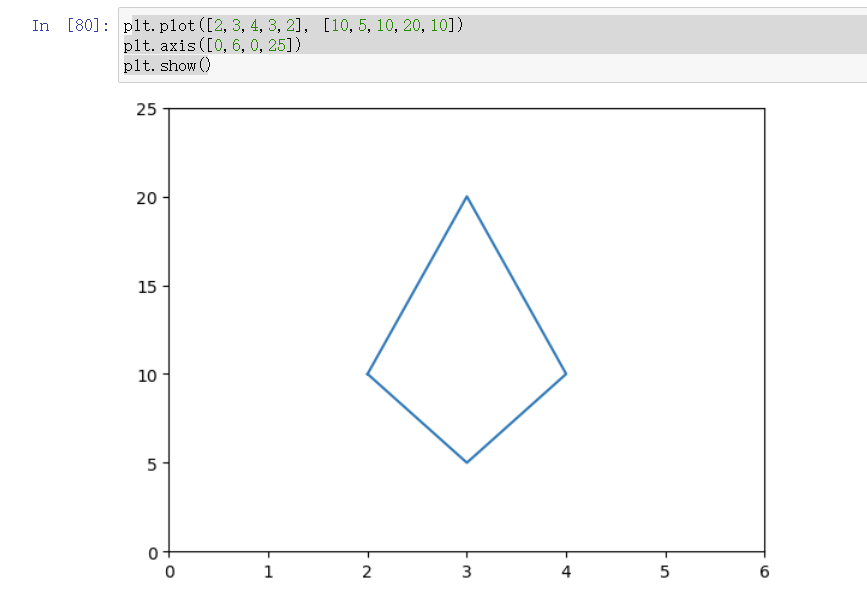 In [80]: plt.plot([2,3,4,3,2], [10,5,10,20,10])
plt.axis([0,6,0,25])
plt.show()
25
20
15
10
5
0
0 1 2 3 4 5 6